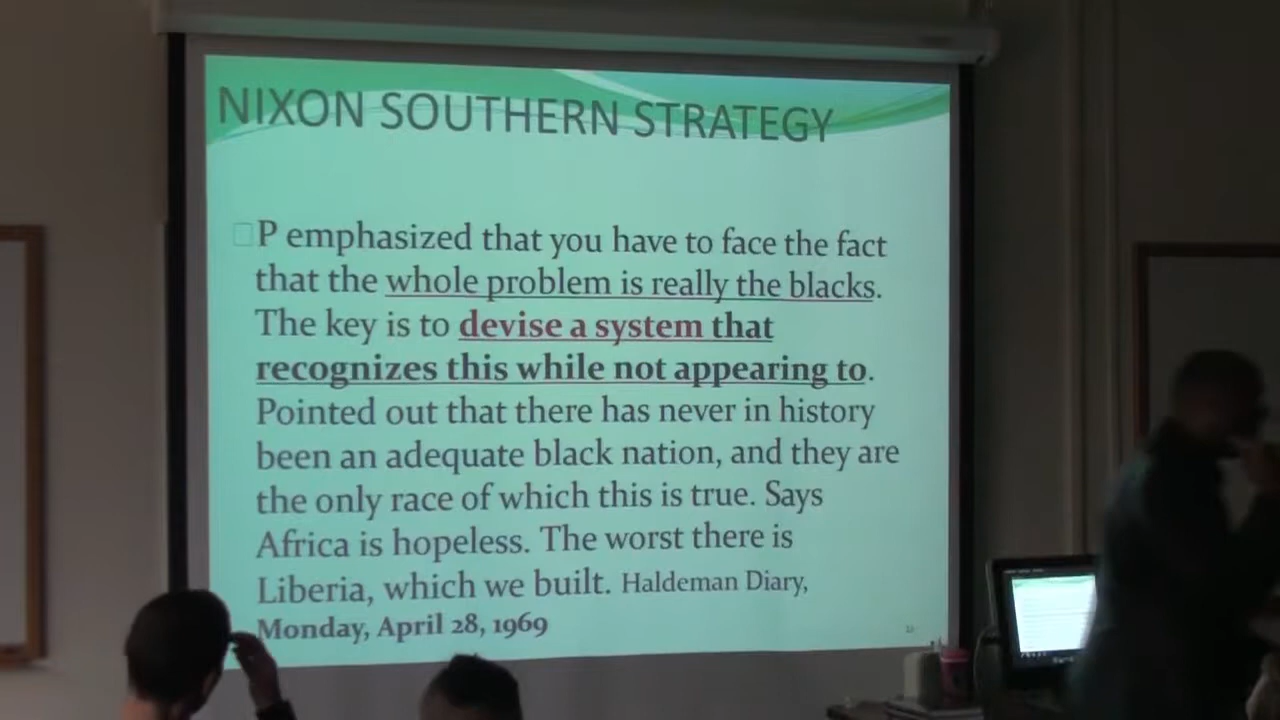 NIXON SOUTHERN STRATEGY
P emphasized that you have to face the fact
that the whole problem is really the blacks.
The key is to devise a system that
recognizes this while not appearing to.
Pointed out that there has never in history
been an adequate black nation, and they are
the only race of which this is true. Says
Africa is hopeless. The worst there is
Liberia, which we built. Haldeman Diary,
Monday, April 28, 1969